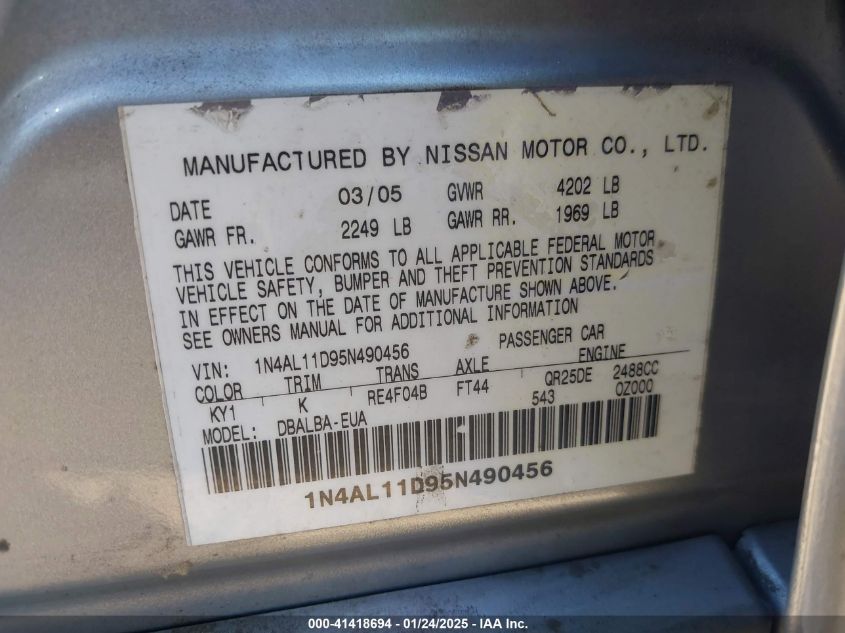 MANUFACTURED BY NISSAN MOTOR CO., LTD.
DATE 03/05 GVWR 4202 LB
GAWR FR. 2249 LB GAWR RR. 1969 LB
THIS VEHICLE CONFORMS TO ALL APPLICABLE FEDERAL MOTOR
VEHICLE SAFETY, BUMPER AND THEFT PREVENTION STANDARDS
IN EFFECT ON THE DATE OF MANUFACTURE SHOWN ABOVE.
SEE OWNERS MANUAL FOR ADDITIONAL INFORMATION
VIN: 1N4AL11D95N490456 PASSENGER CAR
COLOR TRIM TRANS AXLE ENGINE
KY1 K RE4F04B FT44 QR25DE 2488CC
MODEL: DBALBA-EUA 543 0Z000
1N4AL11D95N490456
000-41418694 - 01/24/2025 - IAA Inc.